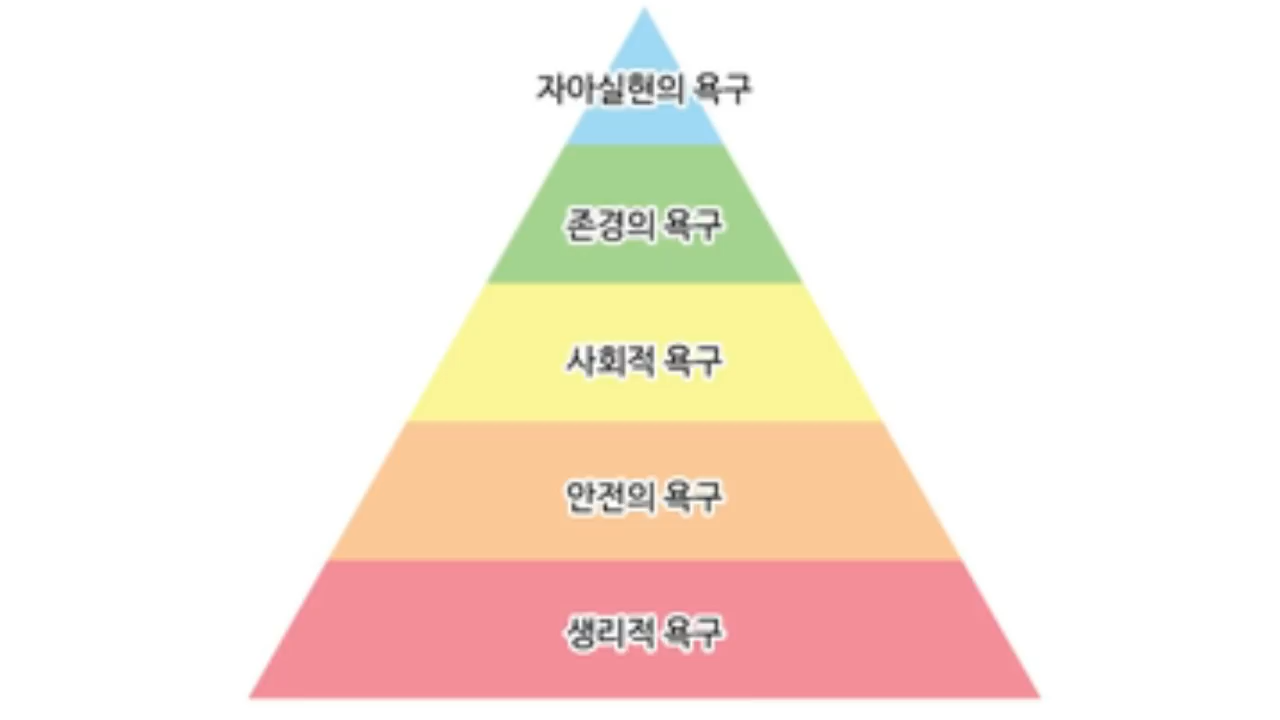 자아실현의 욕구
존경의 욕구
사회적 욕구
안전의 욕구
생리적 욕구